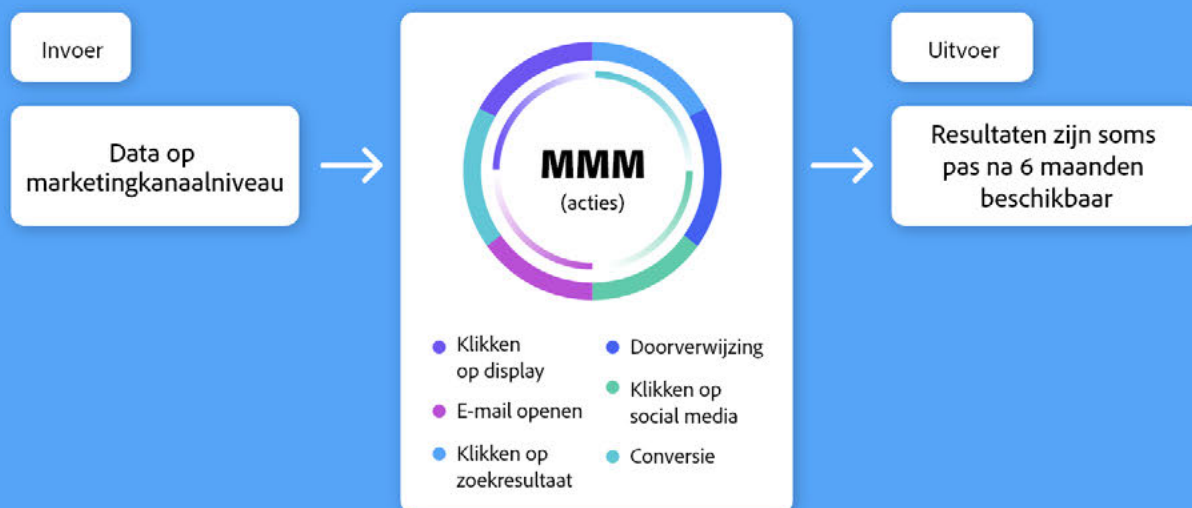 Invoer
Data op
marketingkanaalniveau
MMM
(acties)
Klikken
op display
E-mail openen
Klikken op
zoekresultaat
Doorverwijzing
Klikken op
social media
Conversie
Uitvoer
Resultaten zijn soms
pas na 6 maanden
beschikbaar